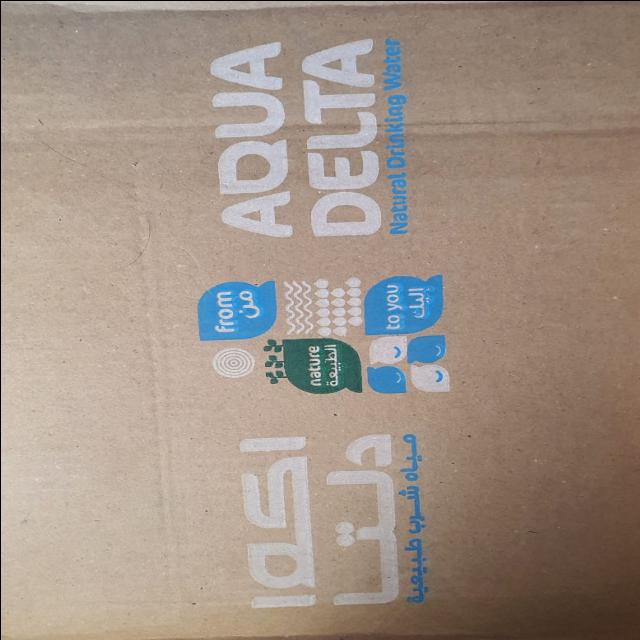 AQUA
DELTA
Natural Drinking Water
from
من
nature
الطبيعة
to you
إليك
اكوا
دلتا
مياه شرب طبيعية